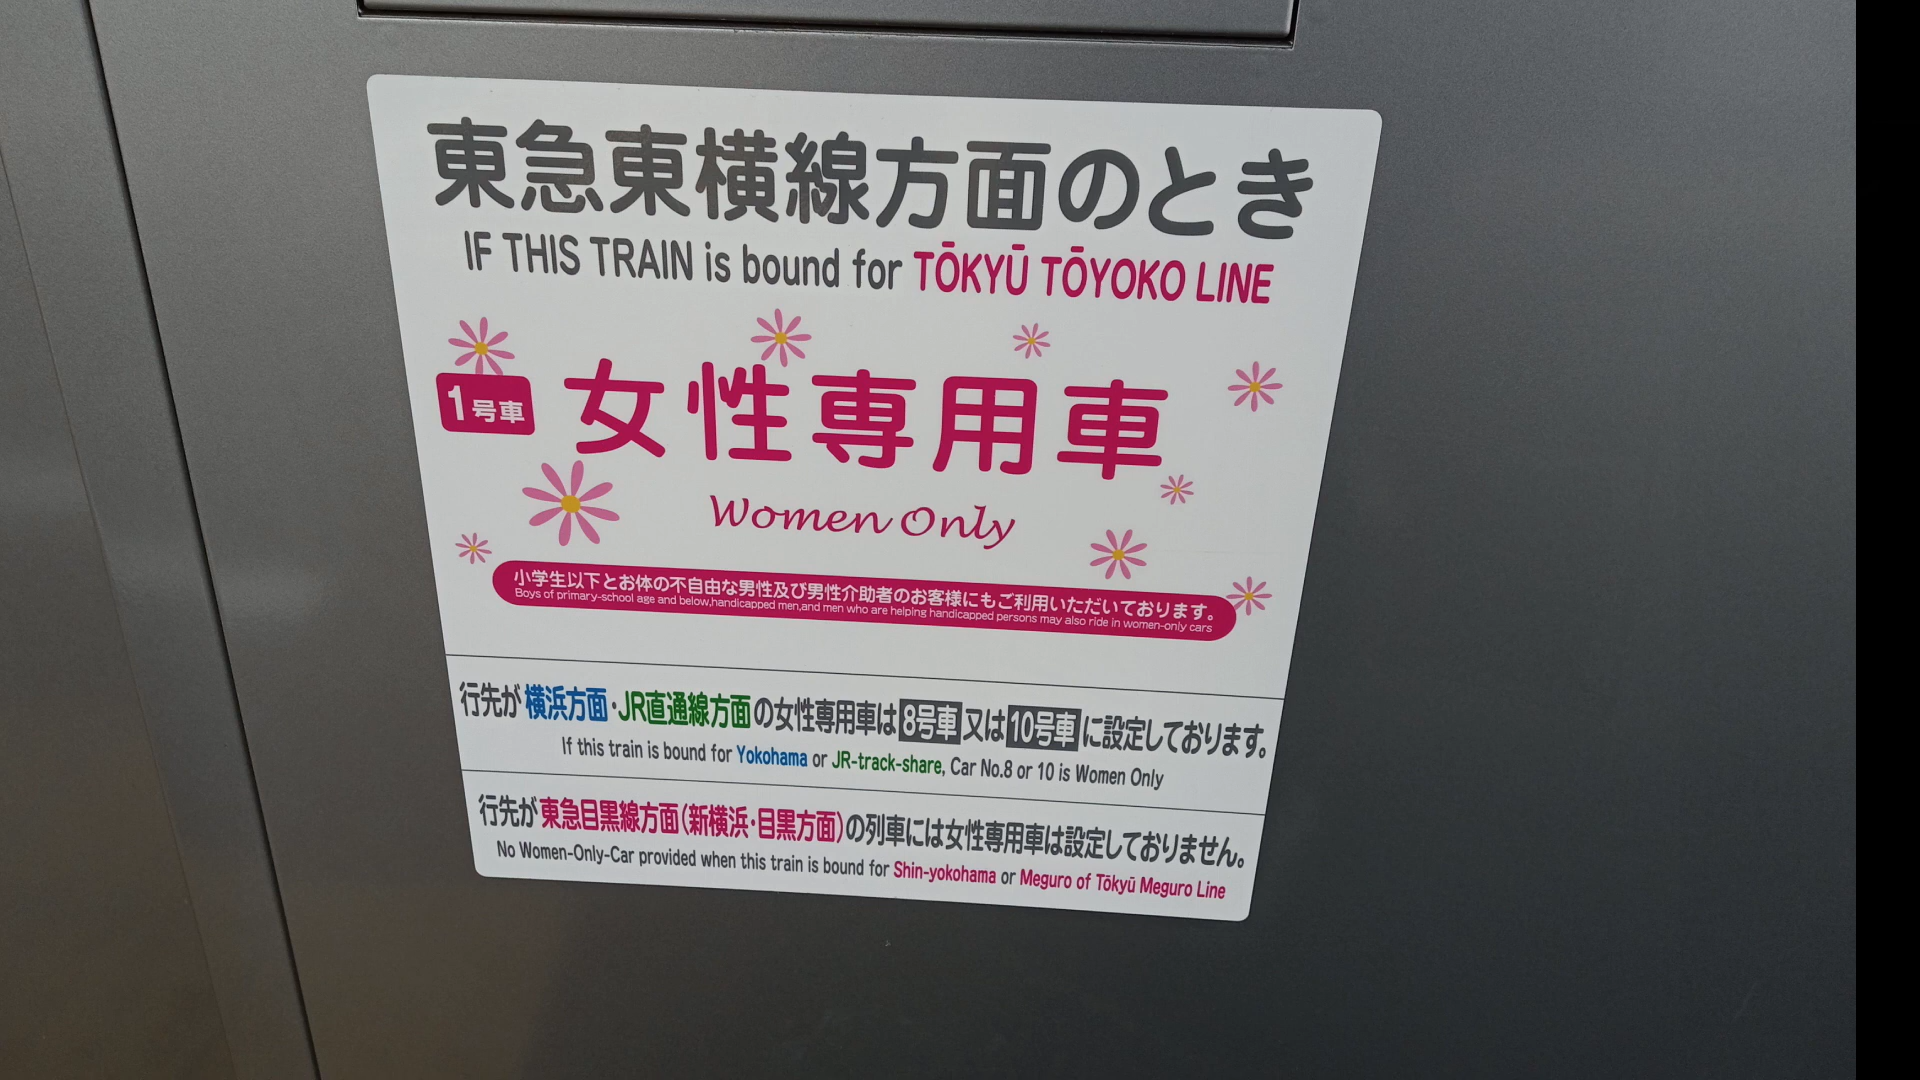 東急東横線方面のとき
IF THIS TRAIN is bound for TŌKYŪ TŌYOKO LINE
1号車 女性専用車
Women Only
小学生以下とお体の不自由な男性及び男性介助者のお客様にもご利用いただいております。
Boys of primary-school age and below,handicapped men,and men who are helping handicapped persons may also ride in women-only cars
行先が横浜方面・JR直通線方面の女性専用車は8号車又は10号車に設定しております。
If this train is bound for Yokohama or JR-track-share, Car No.8 or 10 is Women Only
行先が東急目黒線方面(新横浜・目黒方面)の列車には女性専用車は設定しておりません。
No Women-Only-Car provided when this train is bound for Shin-yokohama or Meguro of Tōkyū Meguro Line